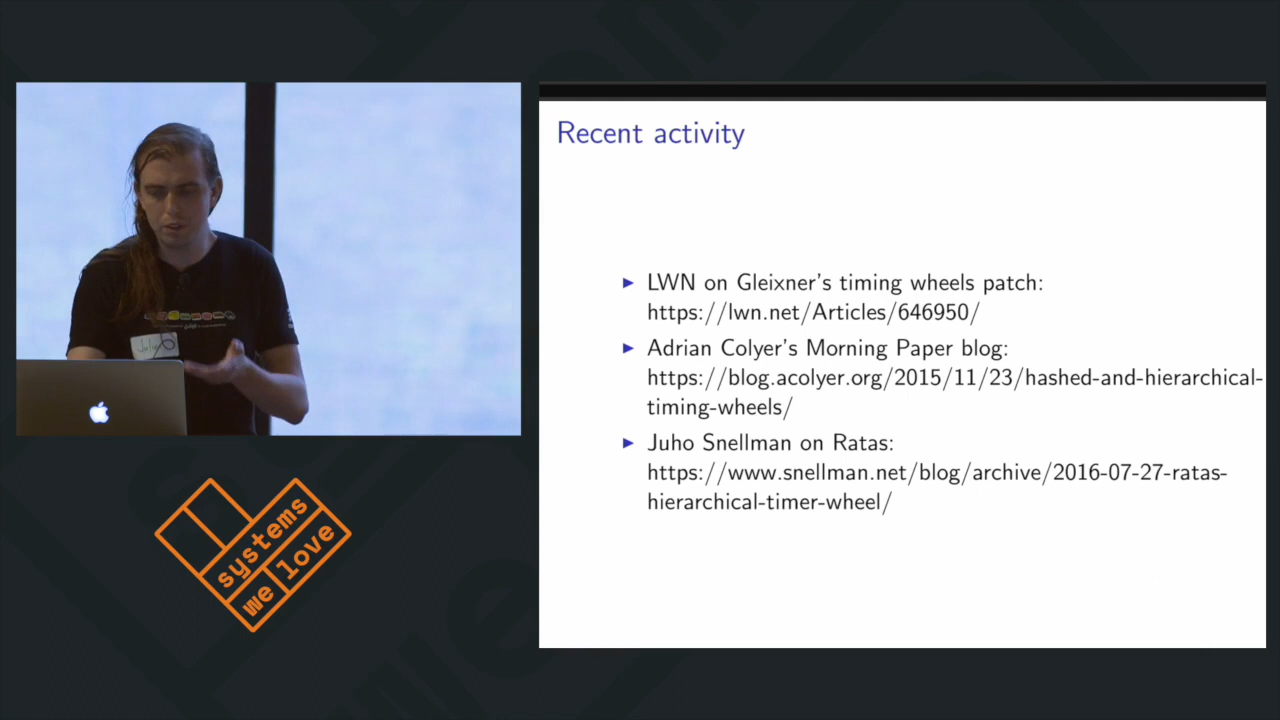 Recent activity
▶ LWN on Gleixner's timing wheels patch:
https://lwn.net/Articles/646950/
▶ Adrian Colyer's Morning Paper blog:
https://blog.acolyer.org/2015/11/23/hashed-and-hierarchical-
timing-wheels/
▶ Juho Snellman on Ratas:
https://www.snellman.net/blog/archive/2016-07-27-ratas-
hierarchical-timer-wheel/
systems
we love